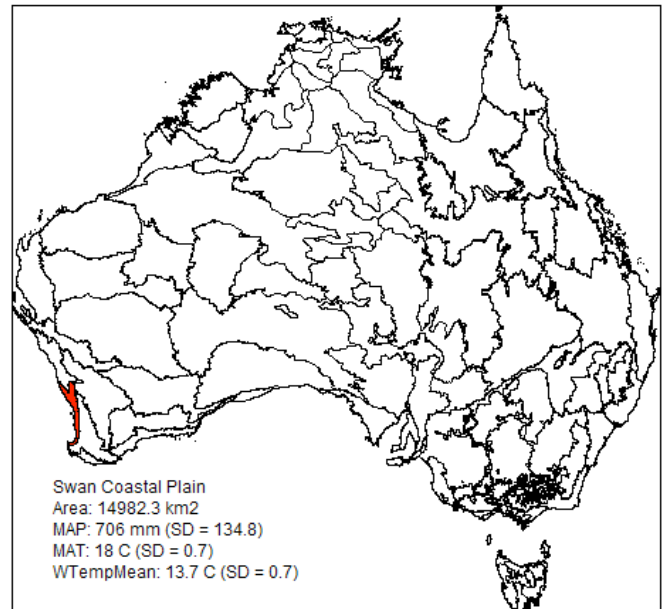 Swan Coastal Plain
Area: 14982.3 km2
MAP: 706 mm (SD = 134.8)
MAT: 18 C (SD = 0.7)
WTempMean: 13.7 C (SD = 0.7)